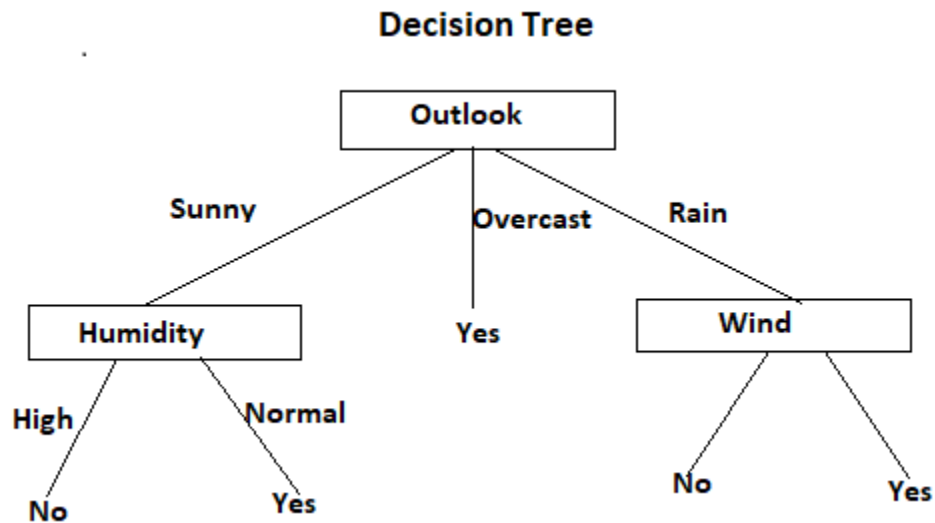 Decision Tree
Outlook
Sunny
Overcast
Rain
Humidity
Yes
Wind
High
Normal
No
Yes
No
Yes